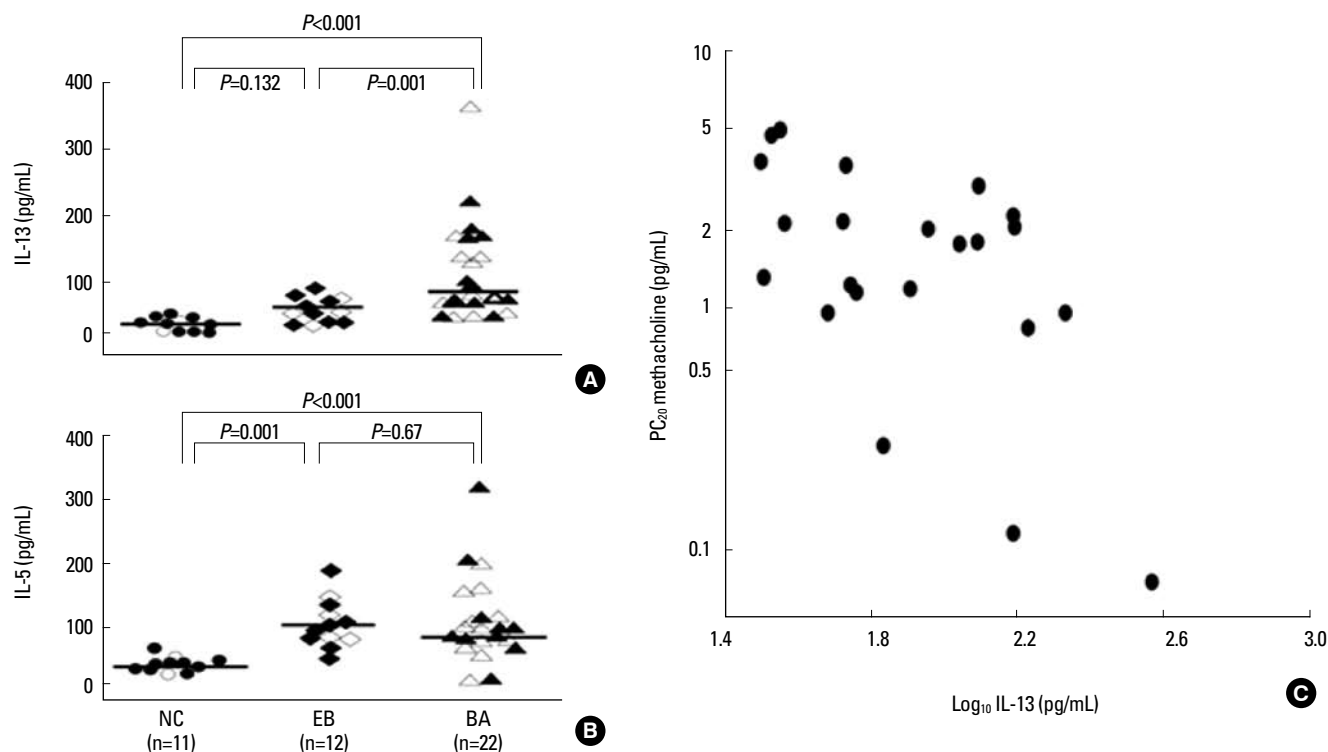 P<0.001
P=0.132
P=0.001
400
300
200
100
0
IL-13 (pg/mL)
A
P<0.001
P=0.001
P=0.67
400
300
200
100
0
IL-5 (pg/mL)
NC
(n=11)
EB
(n=12)
BA
(n=22)
B
10
5
2
1
0.5
0.1
PC₂₀ methacholine (pg/mL)
1.4
1.8
2.2
2.6
3.0
Log₁₀ IL-13 (pg/mL)
C